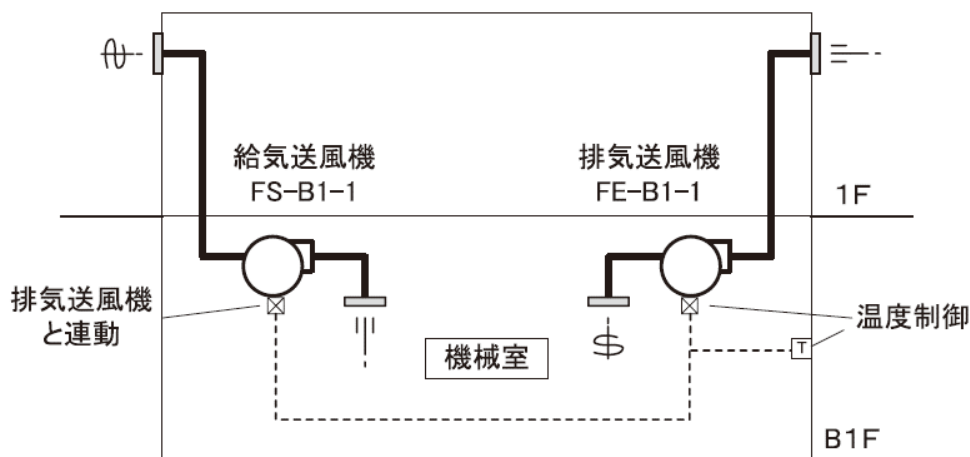 給気送風機
FS-B1-1
排気送風機
FE-B1-1
1F
排気送風機
と連動
温度制御
T
機械室
B1F